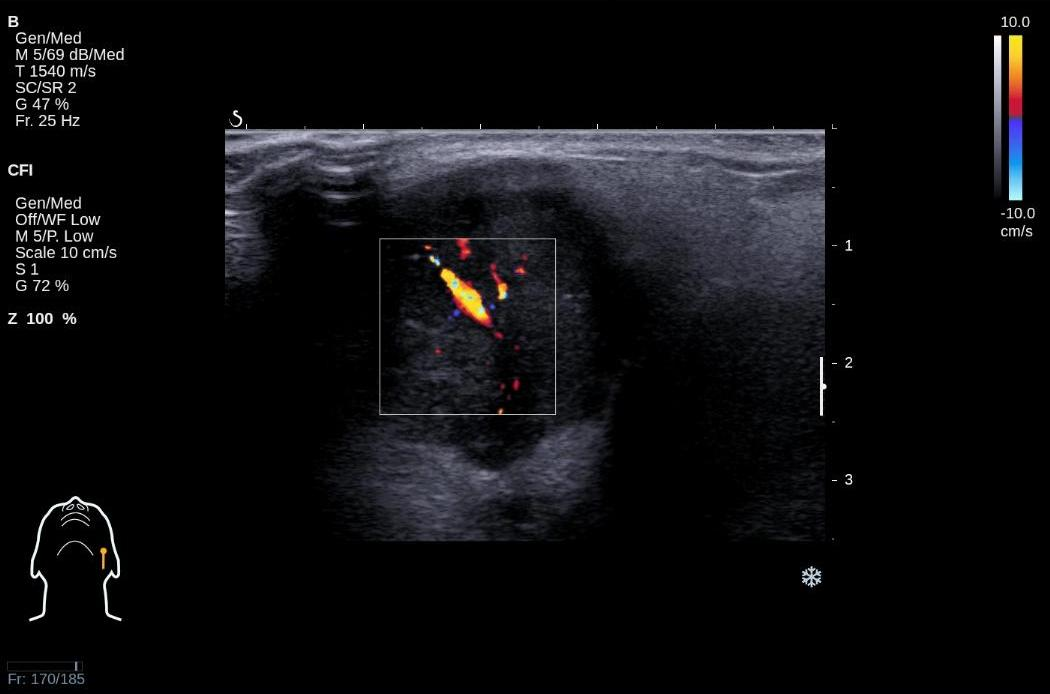 B
Gen/Med
M 5/69 dB/Med
T 1540 m/s
SC/SR 2
G 47 %
Fr. 25 Hz
CFI
Gen/Med
Off/WF Low
M 5/P. Low
Scale 10 cm/s
S 1
G 72 %
Z 100 %
10.0
-10.0
cm/s
1
2
3
Fr: 170/185